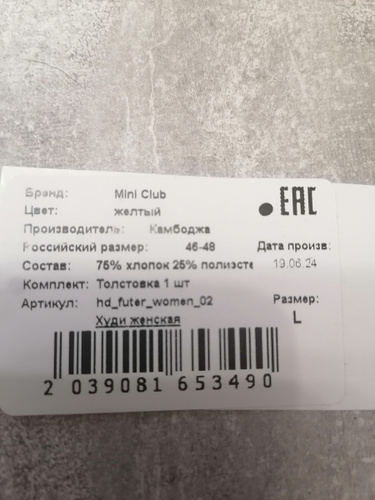 Бренд: Mini Club
EAC
Цвет: желтый
Производитель: Камбоджа
Российский размер: 46-48 Дата произв:
Состав: 75% хлопок 25% полиэсте 19.06.24
Комплект: Толстовка 1 шт
Артикул: hd_futer_women_02 Размер:
Худи женская L
2 039081 653490